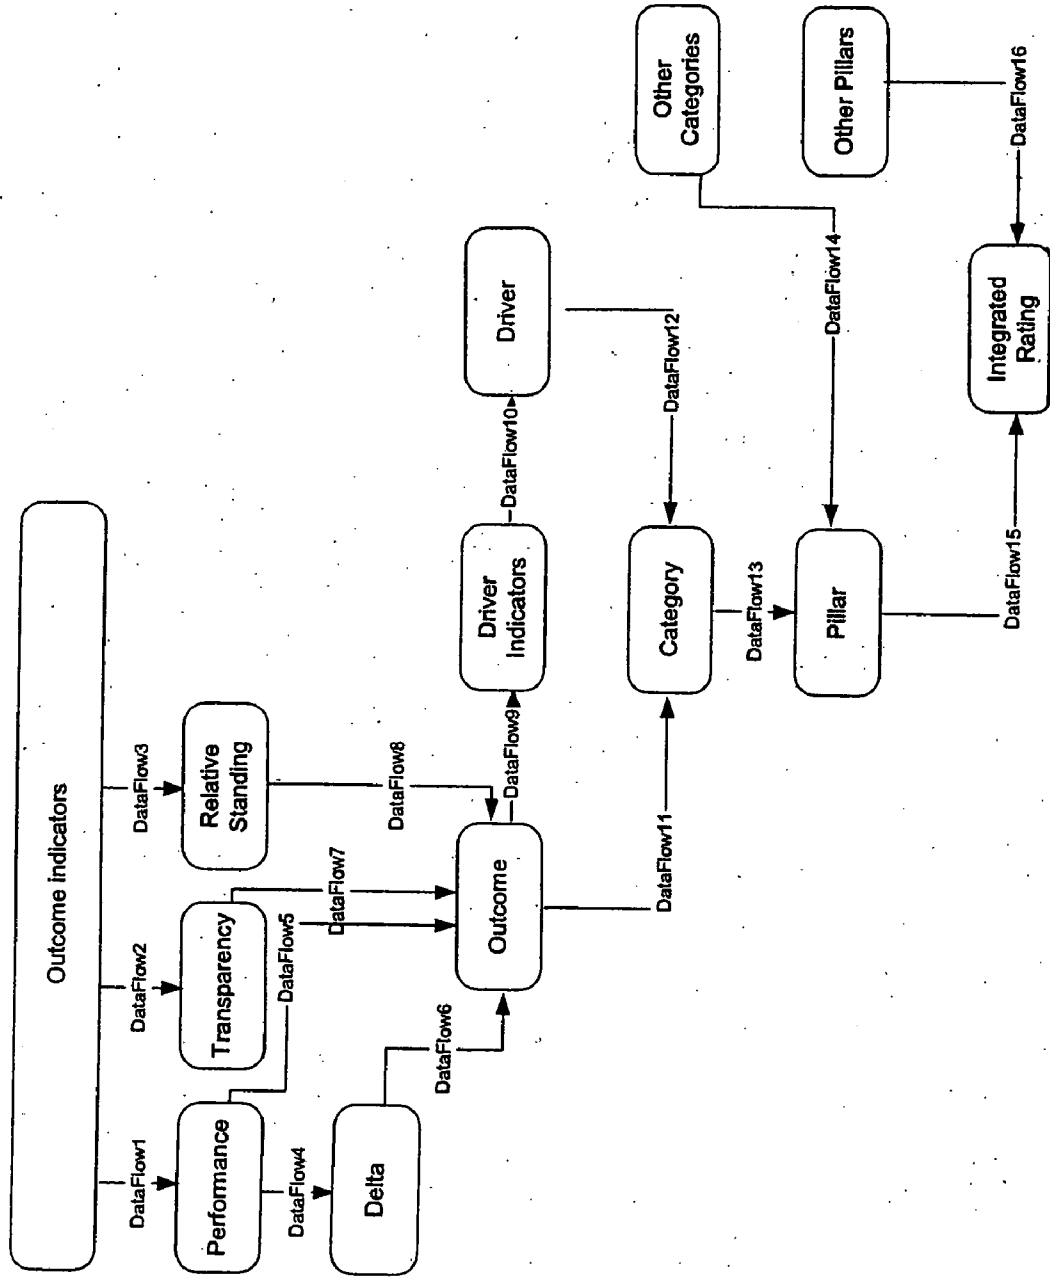 Outcome Indicators
DataFlow1
DataFlow2
DataFlow3
Performance
Transparency
Relative
Standing
DataFlow4
DataFlow5
DataFlow7
DataFlow8
Delta
DataFlow6
Outcome
DataFlow9
Driver
Indicators
DataFlow10
Driver
DataFlow11
DataFlow12
Category
Other
Categories
DataFlow13
DataFlow14
Pillar
Other Pillars
DataFlow15
DataFlow16
Integrated
Rating